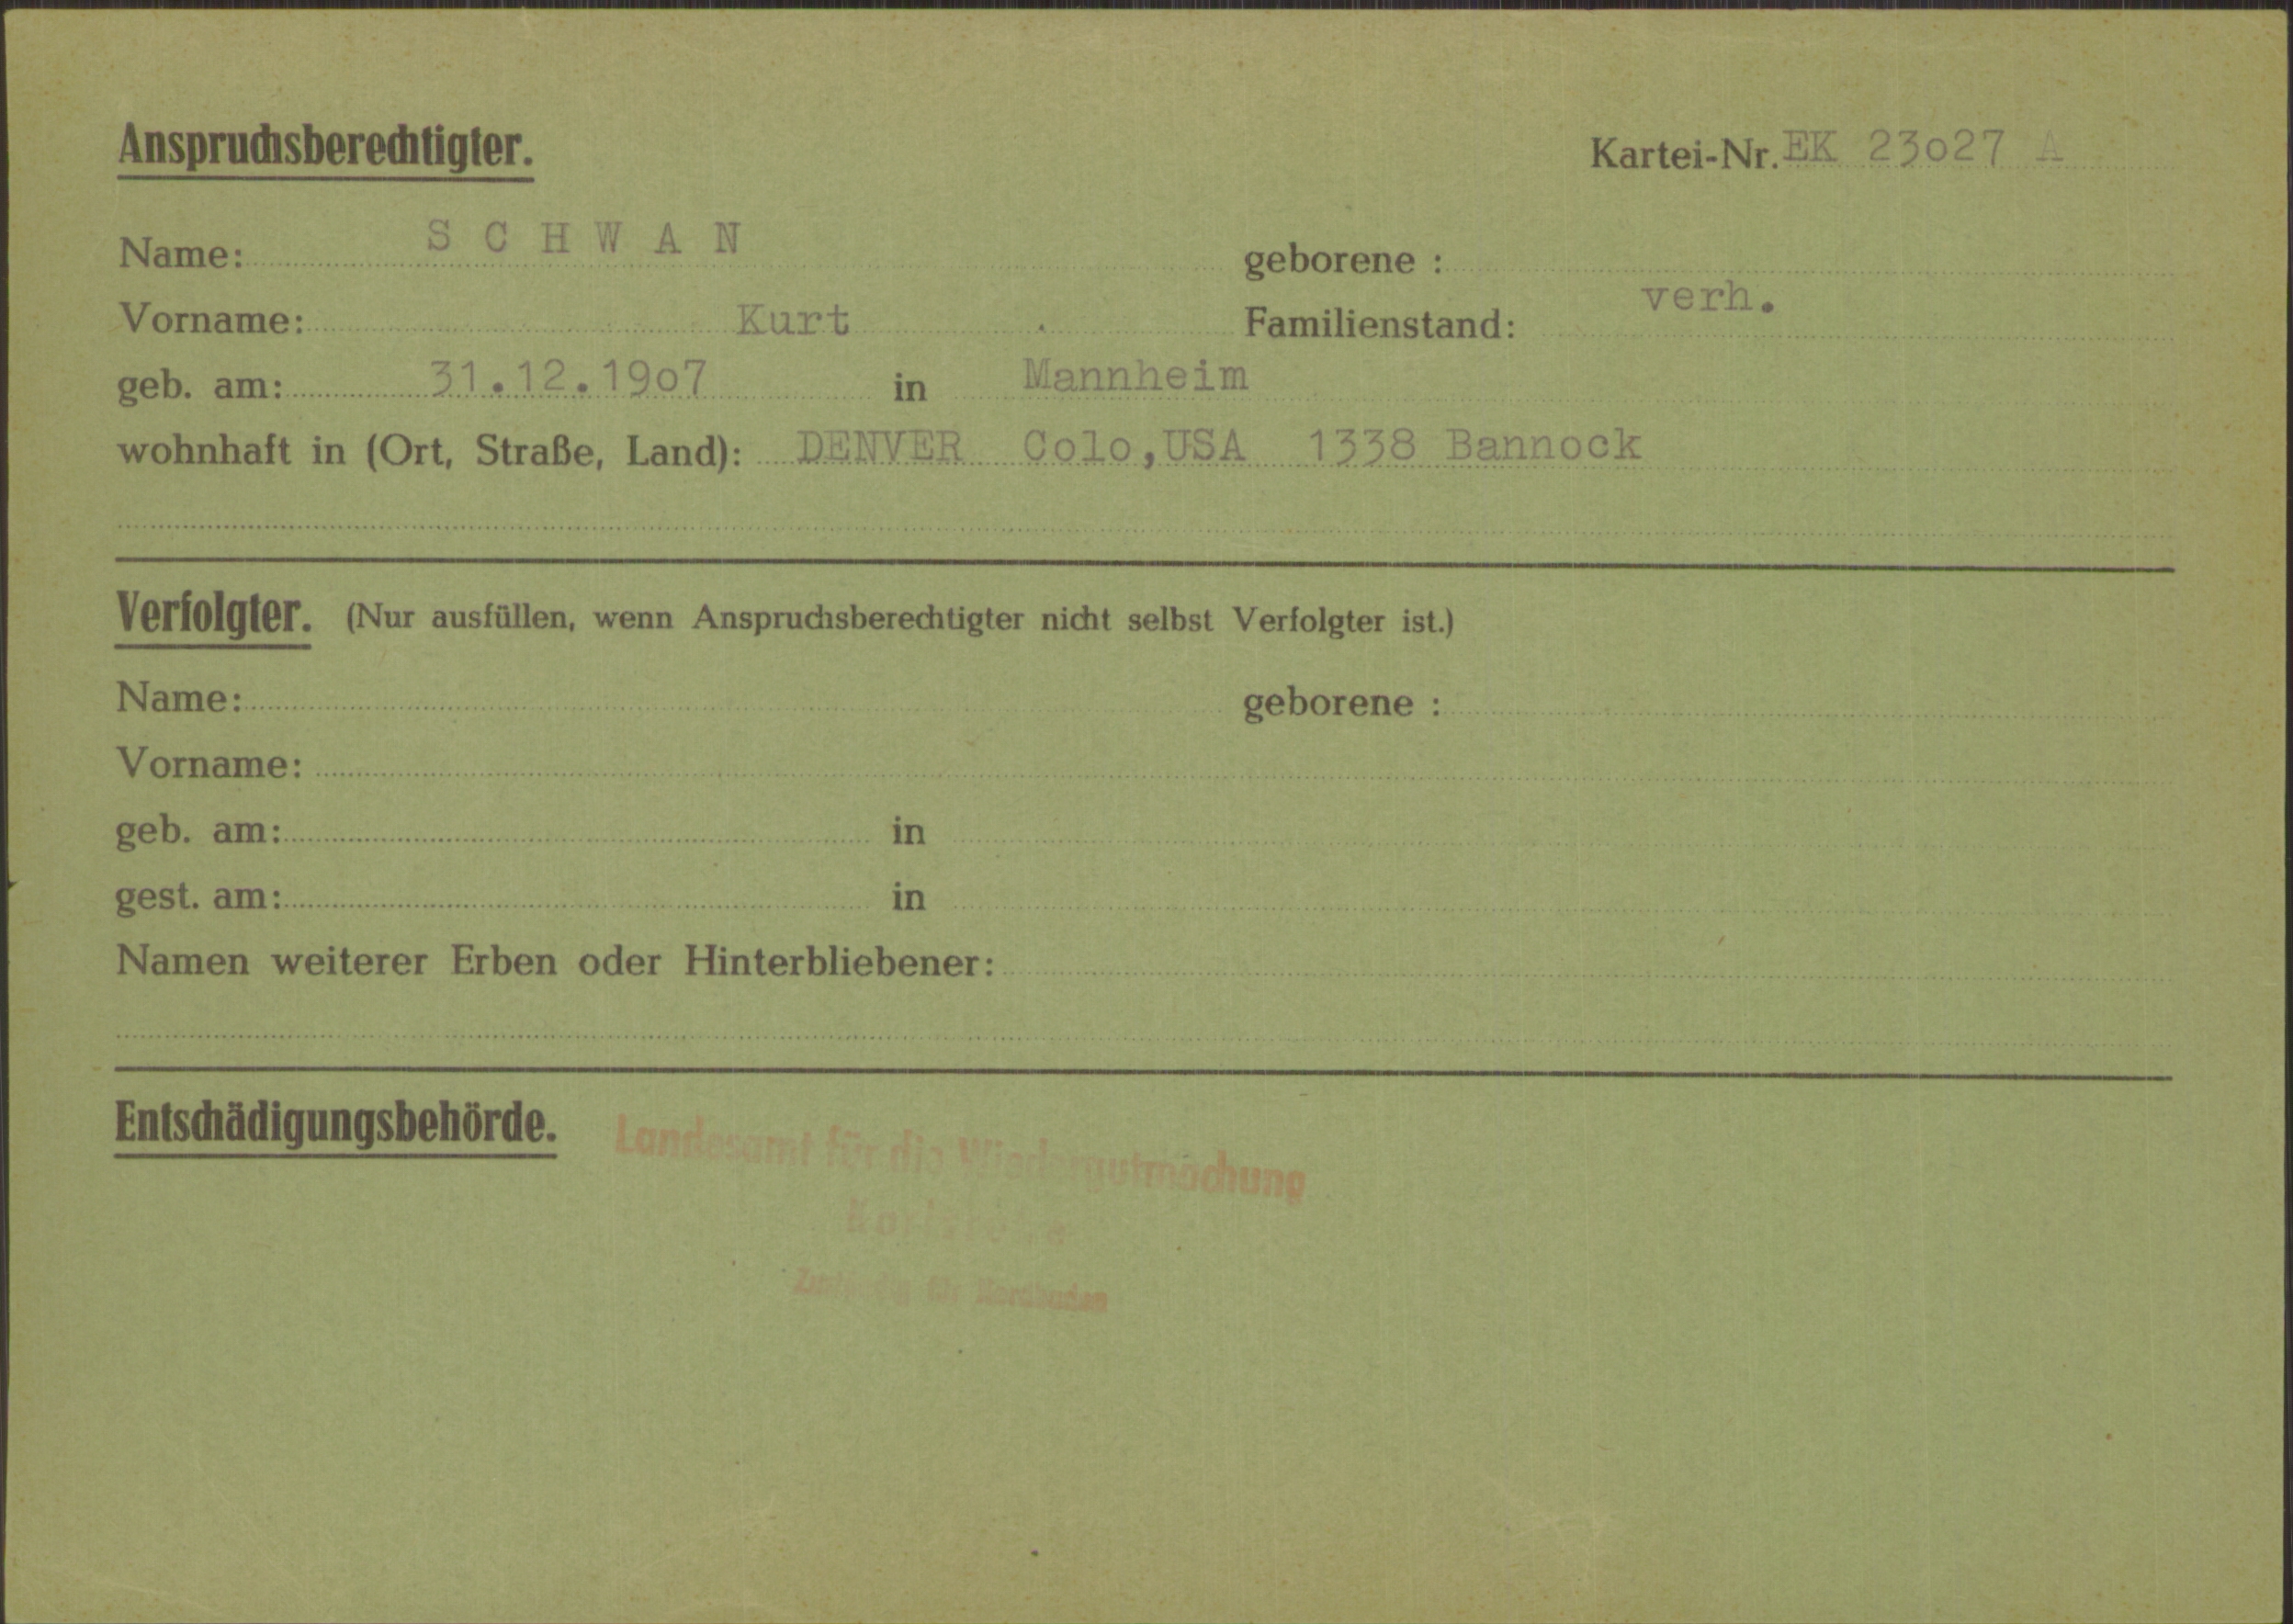 Anspruchsberechtigter.
Kartei-Nr. EK 23o27 A
Name: S C H W A N geborene :
Vorname: Kurt Familienstand: verh.
geb. am: 31.12.19o7 in Mannheim
wohnhaft in (Ort, Straße, Land): DENVER Colo,USA 1338 Bannock
Verfolgter. (Nur ausfüllen, wenn Anspruchsberechtigter nicht selbst Verfolgter ist.)
Name: geborene :
Vorname:
geb. am: in
gest. am: in
Namen weiterer Erben oder Hinterbliebener:
Entschädigungsbehörde.
Landesamt für die Wiedergutmachung
Karlsruhe
Zuständig für Nordbaden